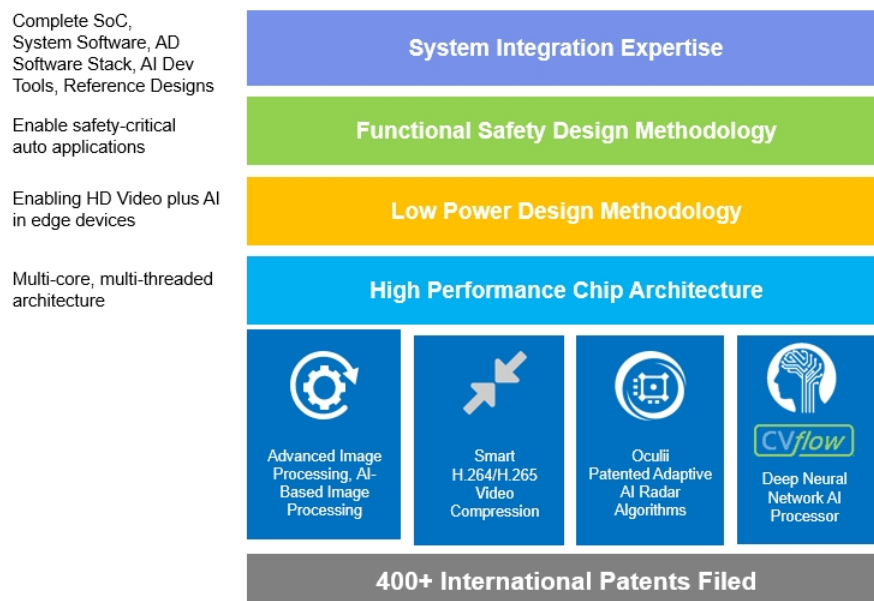 Complete SoC,
System Software, AD
Software Stack, AI Dev
Tools, Reference Designs
System Integration Expertise
Enable safety-critical
auto applications
Functional Safety Design Methodology
Enabling HD Video plus AI
in edge devices
Low Power Design Methodology
Multi-core, multi-threaded
architecture
High Performance Chip Architecture
Advanced Image
Processing, AI-
Based Image
Processing
Smart
H.264/H.265
Video
Compression
Oculii
Patented Adaptive
AI Radar
Algorithms
CVflow
Deep Neural
Network AI
Processor
400+ International Patents Filed